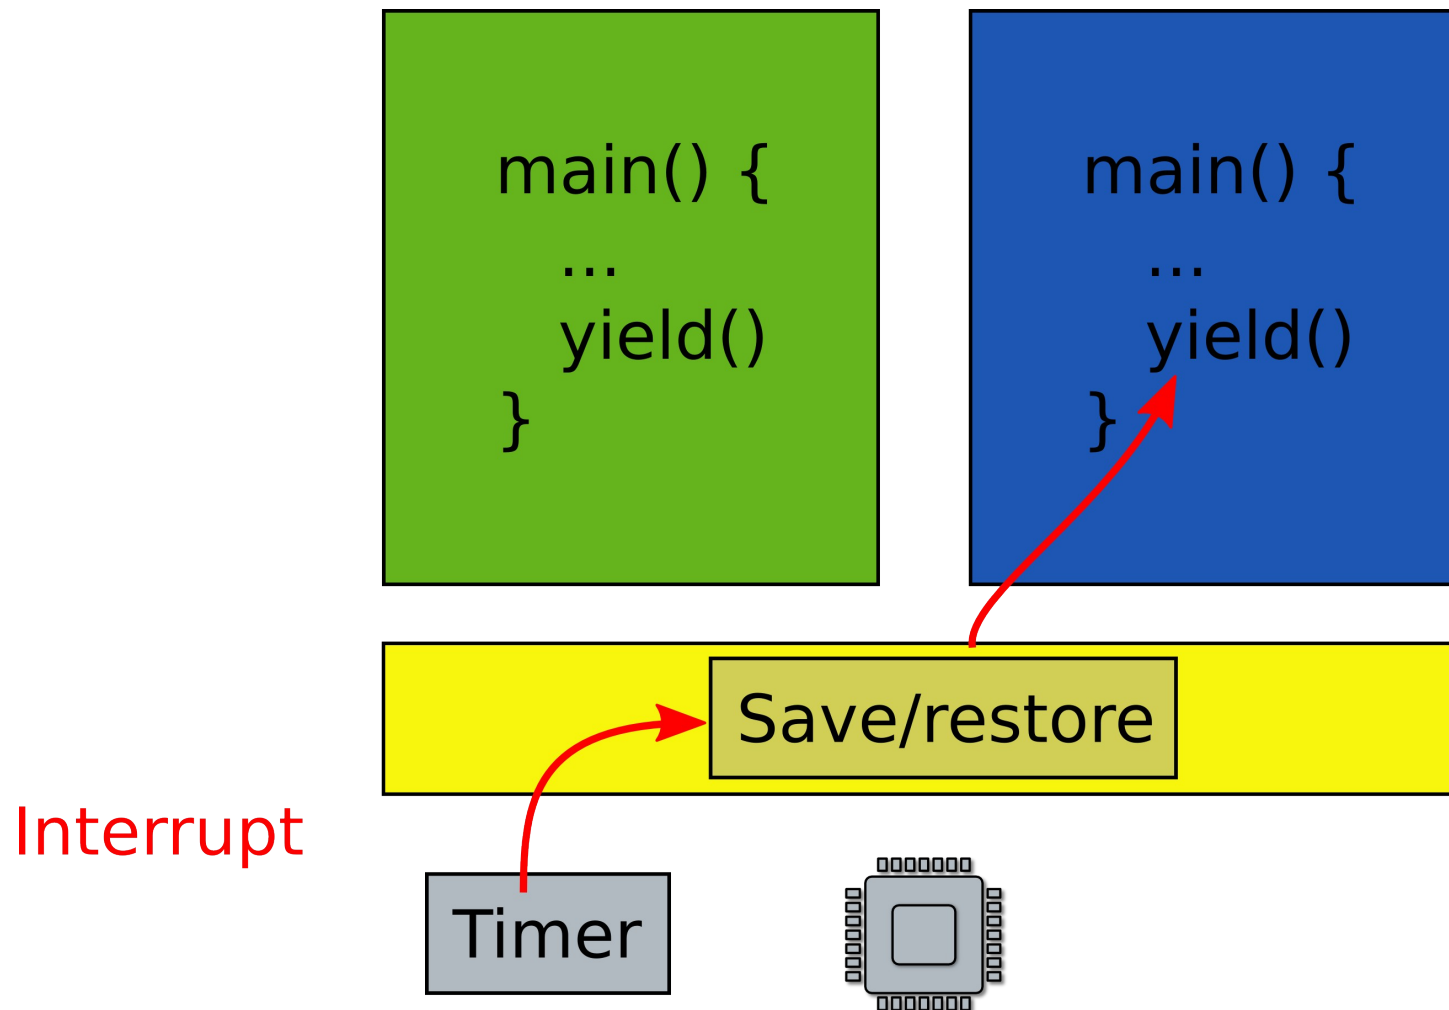 main() {
...
yield()
}
main() {
...
yield()
}
Save/restore
Interrupt
Timer